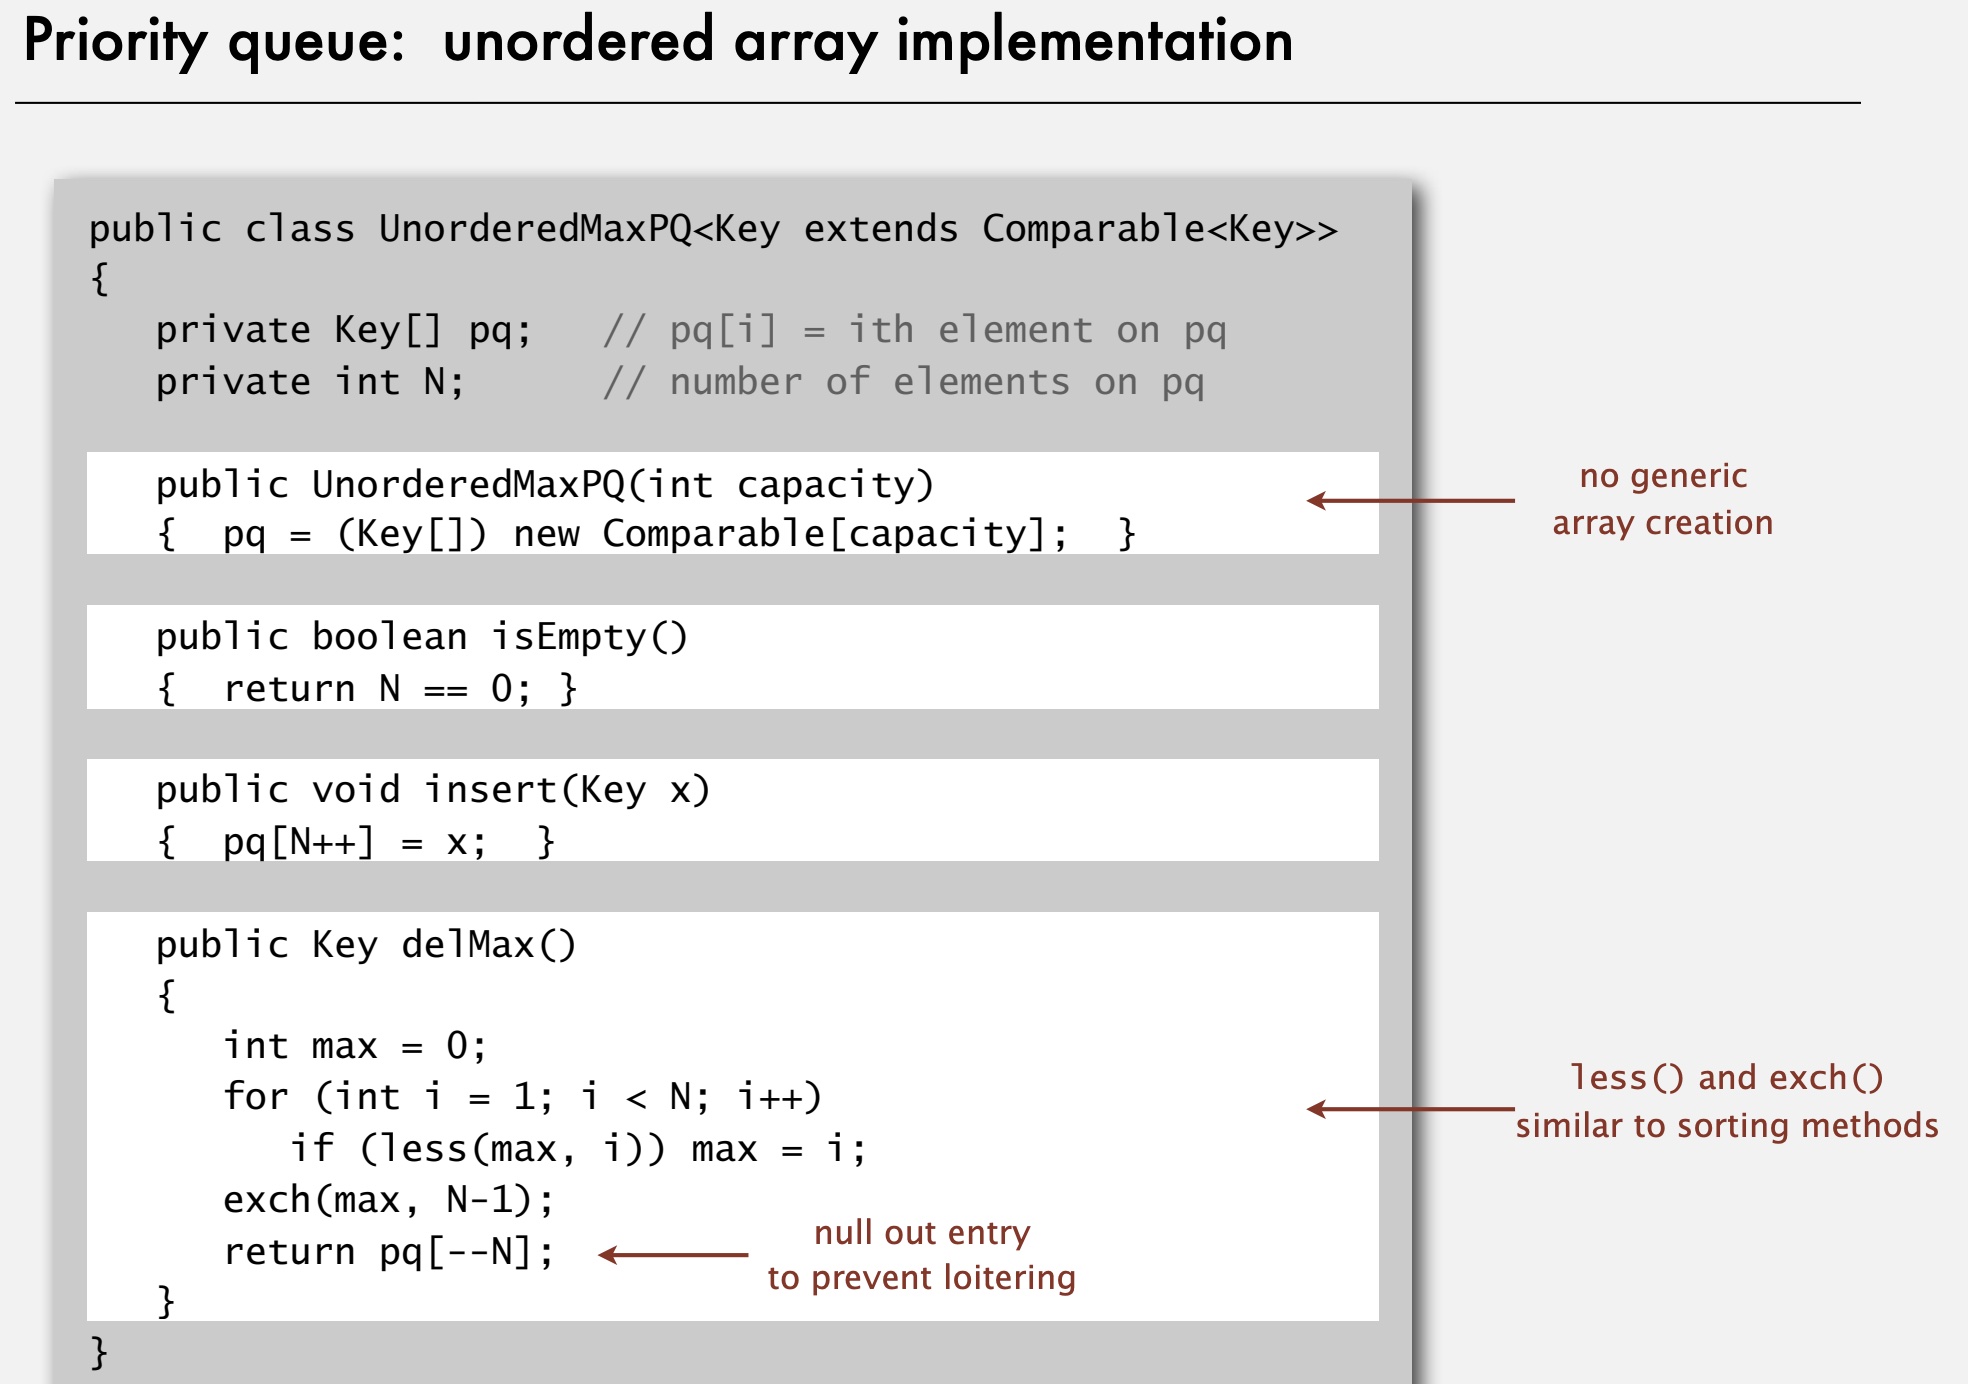 Priority queue: unordered array implementation
public class UnorderedMaxPQ<Key extends Comparable<Key>>
{
private Key[] pq; // pq[i] = ith element on pq
private int N; // number of elements on pq
public UnorderedMaxPQ(int capacity)
{ pq = (Key[]) new Comparable[capacity]; }
no generic
array creation
public boolean isEmpty()
{ return N == 0; }
public void insert(Key x)
{ pq[N++] = x; }
public Key delMax()
{
int max = 0;
for (int i = 1; i < N; i++)
if (less(max, i)) max = i;
exch(max, N-1);
return pq[--N];
}
}
less() and exch()
similar to sorting methods
null out entry
to prevent loitering